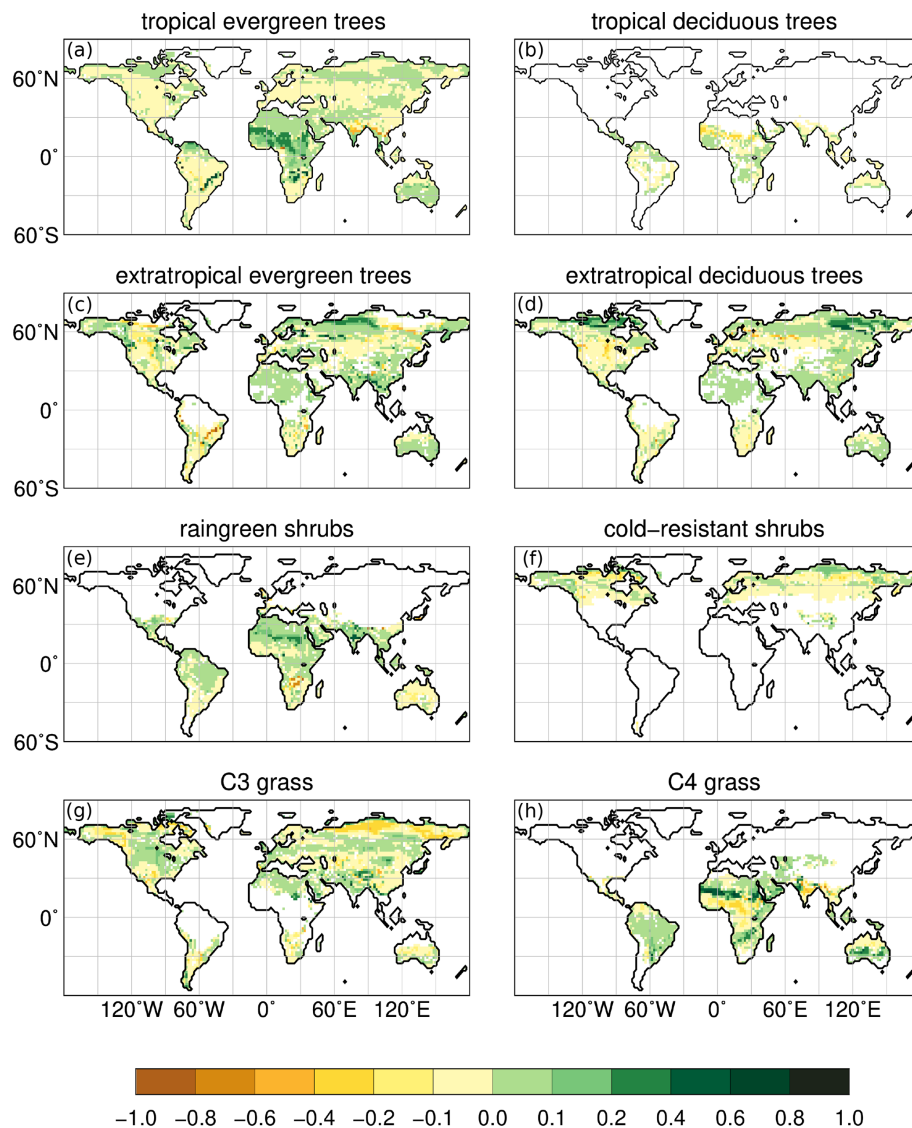 tropical evergreen trees tropical deciduous trees
(a) (b)
60°N
0°
60°S
extratropical evergreen trees extratropical deciduous trees
(c) (d)
60°N
0°
60°S
raingreen shrubs cold−resistant shrubs
(e) (f)
60°N
0°
60°S
C3 grass C4 grass
(g) (h)
60°N
0°
120°W 60°W 0° 60°E 120°E 120°W 60°W 0° 60°E 120°E
−1.0 −0.8 −0.6 −0.4 −0.2 −0.1 0.0 0.1 0.2 0.4 0.6 0.8 1.0